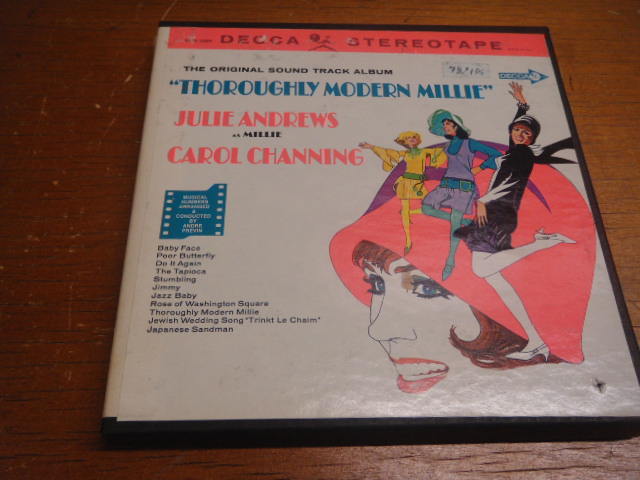 DECCA STEREOTAPE
THE ORIGINAL SOUND TRACK ALBUM
DECCA
"THOROUGHLY MODERN MILLIE"
JULIE ANDREWS
AS MILLIE
CAROL CHANNING
MUSICAL
NUMBERS
ARRANGED
&
CONDUCTED
BY
ANDRE
PREVIN
Baby Face
Poor Butterfly
Do It Again
The Tapioca
Stumbling
Jimmy
Jazz Baby
Rose of Washington Square
Thoroughly Modern Millie
Jewish Wedding Song "Trinkt Le Chaim"
Japanese Sandman